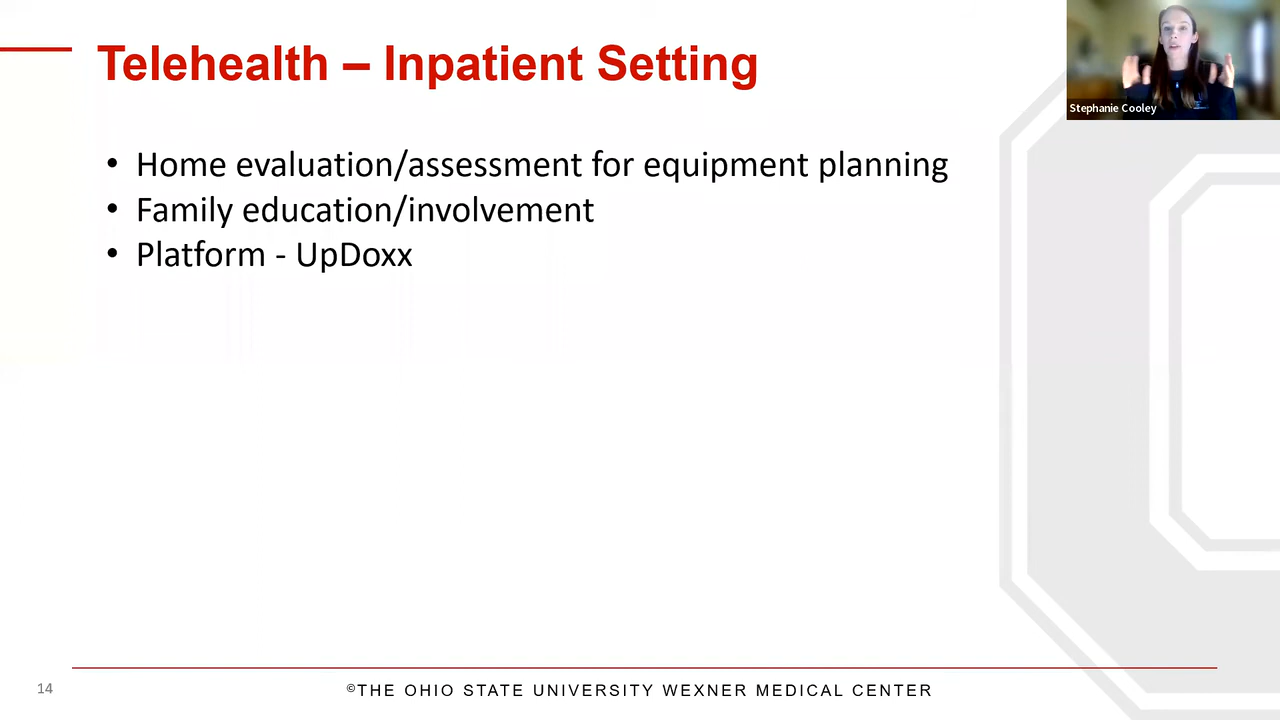 Telehealth – Inpatient Setting
Stephanie Cooley
• Home evaluation/assessment for equipment planning
• Family education/involvement
• Platform - UpDoxx
14
©THE OHIO STATE UNIVERSITY WEXNER MEDICAL CENTER